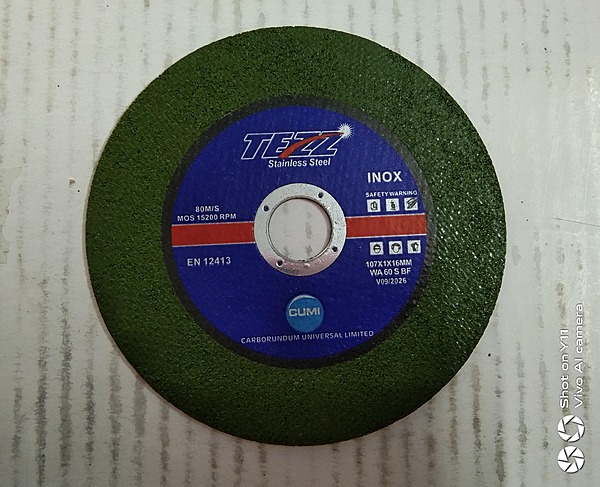 TEZZ
Stainless Steel
INOX
SAFETY WARNING
80M/S
MOS 15200 RPM
EN 12413
107X1X16MM
WA 60 S BF
V09/2026
CUMI
CARBORUNDUM UNIVERSAL LIMITED
Shot on Y11
Vivo AI camera